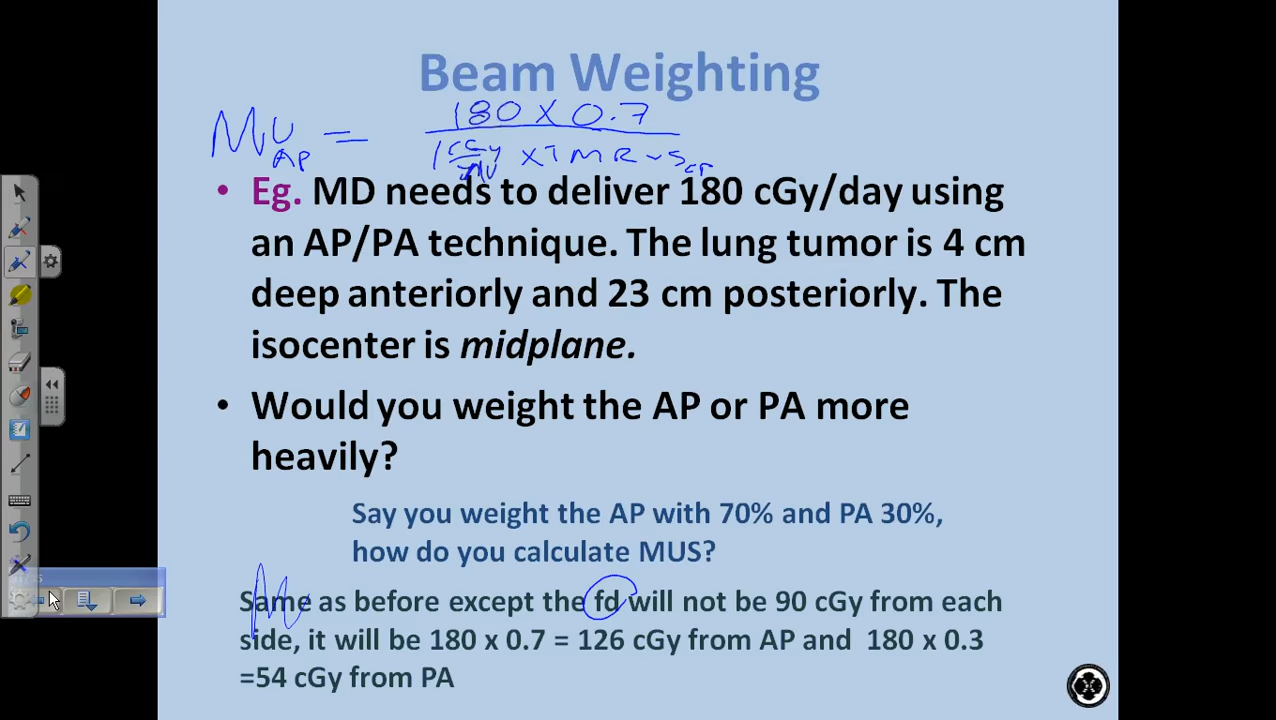 Beam Weighting
MU AP = 180 X 0.7
1 cGy/MU X TMR
• Eg. MD needs to deliver 180 cGy/day using
an AP/PA technique. The lung tumor is 4 cm
deep anteriorly and 23 cm posteriorly. The
isocenter is midplane.
• Would you weight the AP or PA more
heavily?
Say you weight the AP with 70% and PA 30%,
how do you calculate MUS?
M
Same as before except the fd will not be 90 cGy from each
side, it will be 180 x 0.7 = 126 cGy from AP and 180 x 0.3
=54 cGy from PA